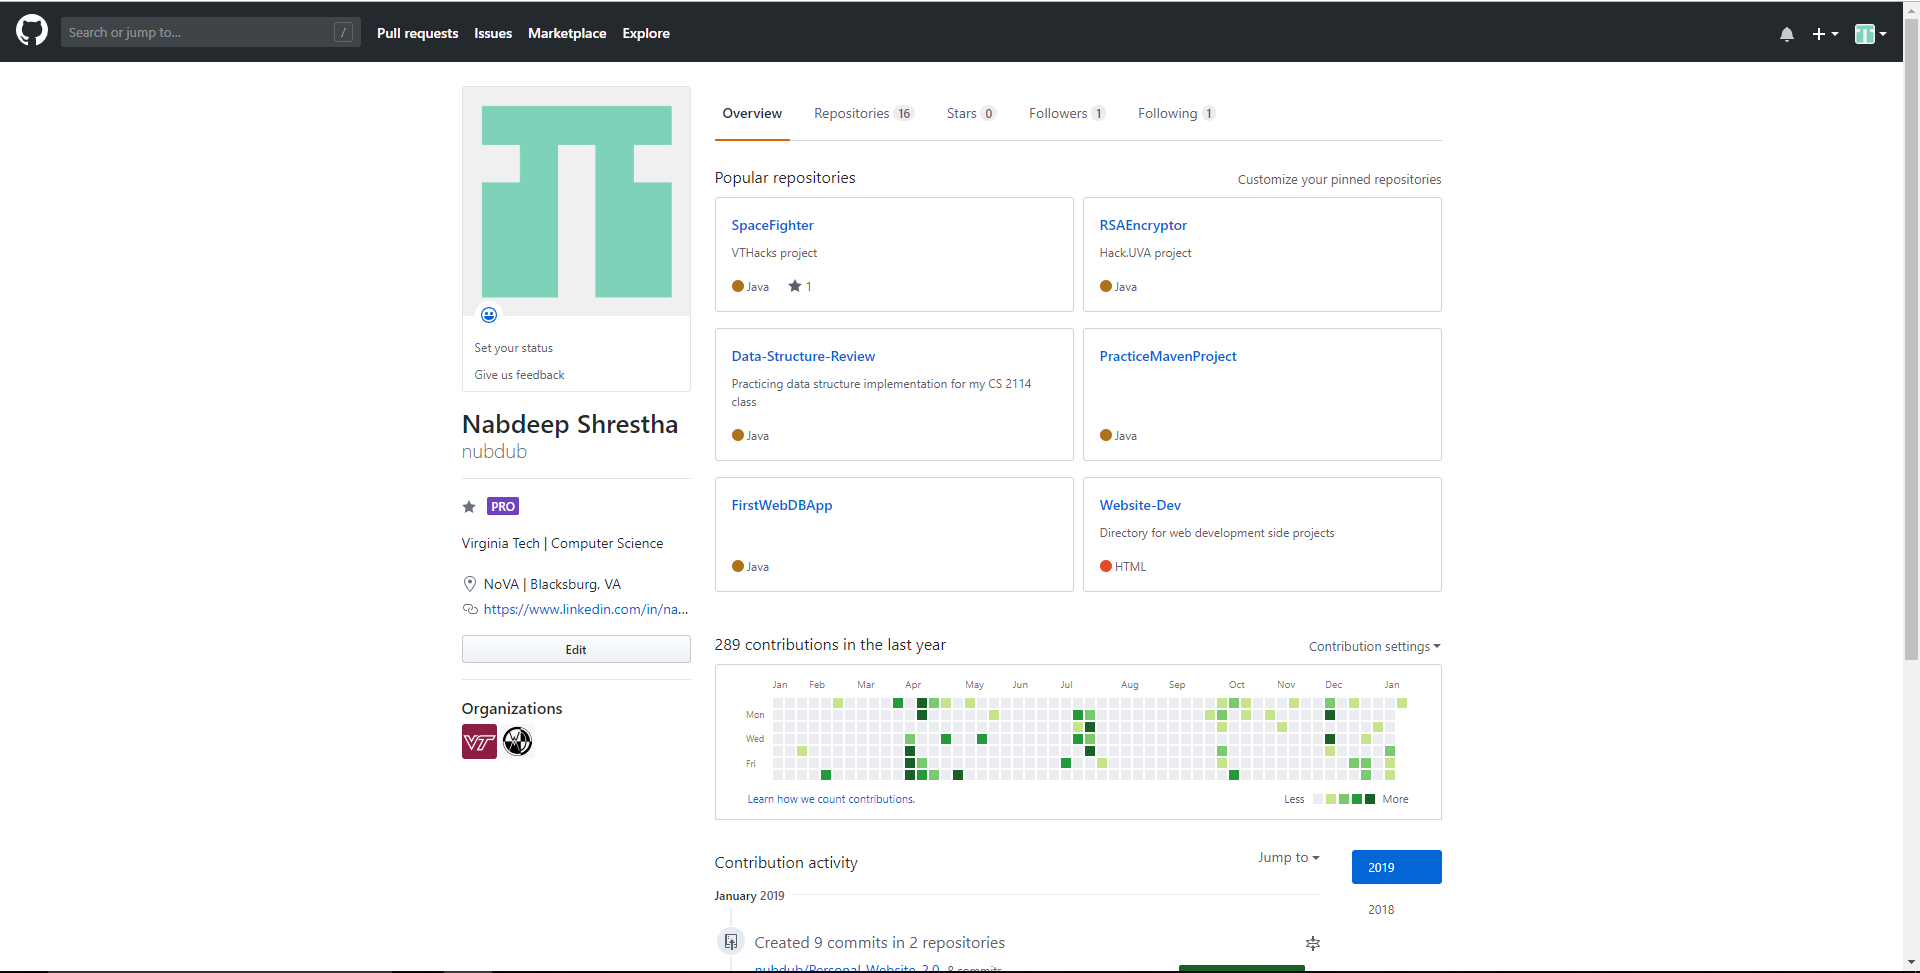 Search or jump to...
/
Pull requests Issues Marketplace Explore
Overview Repositories 16 Stars 0 Followers 1 Following 1
Set your status
Give us feedback
Nabdeep Shrestha
nubdub
PRO
Virginia Tech | Computer Science
NoVA | Blacksburg, VA
https://www.linkedin.com/in/na...
Edit
Organizations
VT
Popular repositories
Customize your pinned repositories
SpaceFighter
VTHacks project
Java 1
RSAEncryptor
Hack.UVA project
Java
Data-Structure-Review
Practicing data structure implementation for my CS 2114
class
Java
PracticeMavenProject
Java
FirstWebDBApp
Java
Website-Dev
Directory for web development side projects
HTML
289 contributions in the last year
Contribution settings
Jan Feb Mar Apr May Jun Jul Aug Sep Oct Nov Dec Jan
Mon
Wed
Fri
Learn how we count contributions.
Less More
Contribution activity
Jump to
2019
2018
January 2019
Created 9 commits in 2 repositories
nubdub/Personal_Website_2.0 8 commits